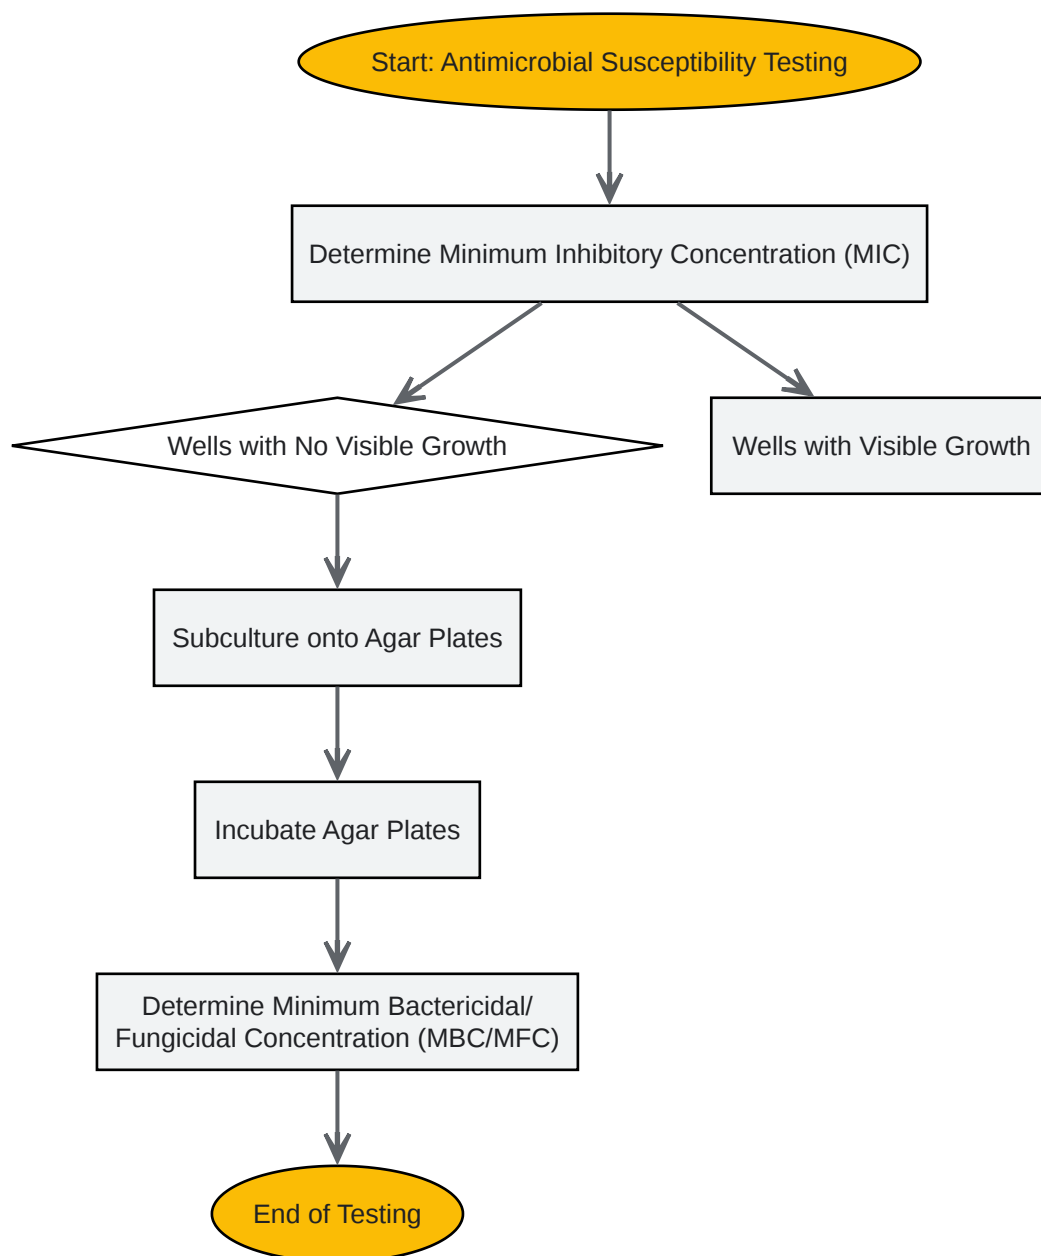 Start: Antimicrobial Susceptibility Testing
Determine Minimum Inhibitory Concentration (MIC)
Wells with No Visible Growth
Wells with Visible Growth
Subculture onto Agar Plates
Incubate Agar Plates
Determine Minimum Bactericidal/
Fungicidal Concentration (MBC/MFC)
End of Testing